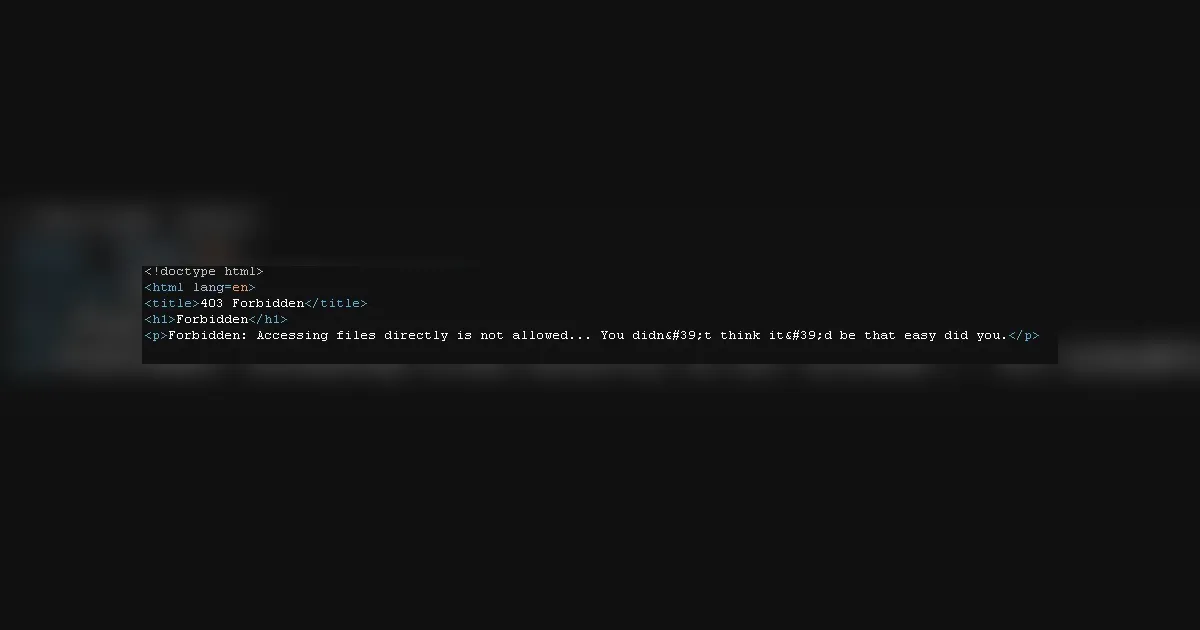 <!doctype html>
<html lang=en>
<title>403 Forbidden</title>
<h1>Forbidden</h1>
<p>Forbidden: Accessing files directly is not allowed... You didn&#39;t think it&#39;d be that easy did you.</p>